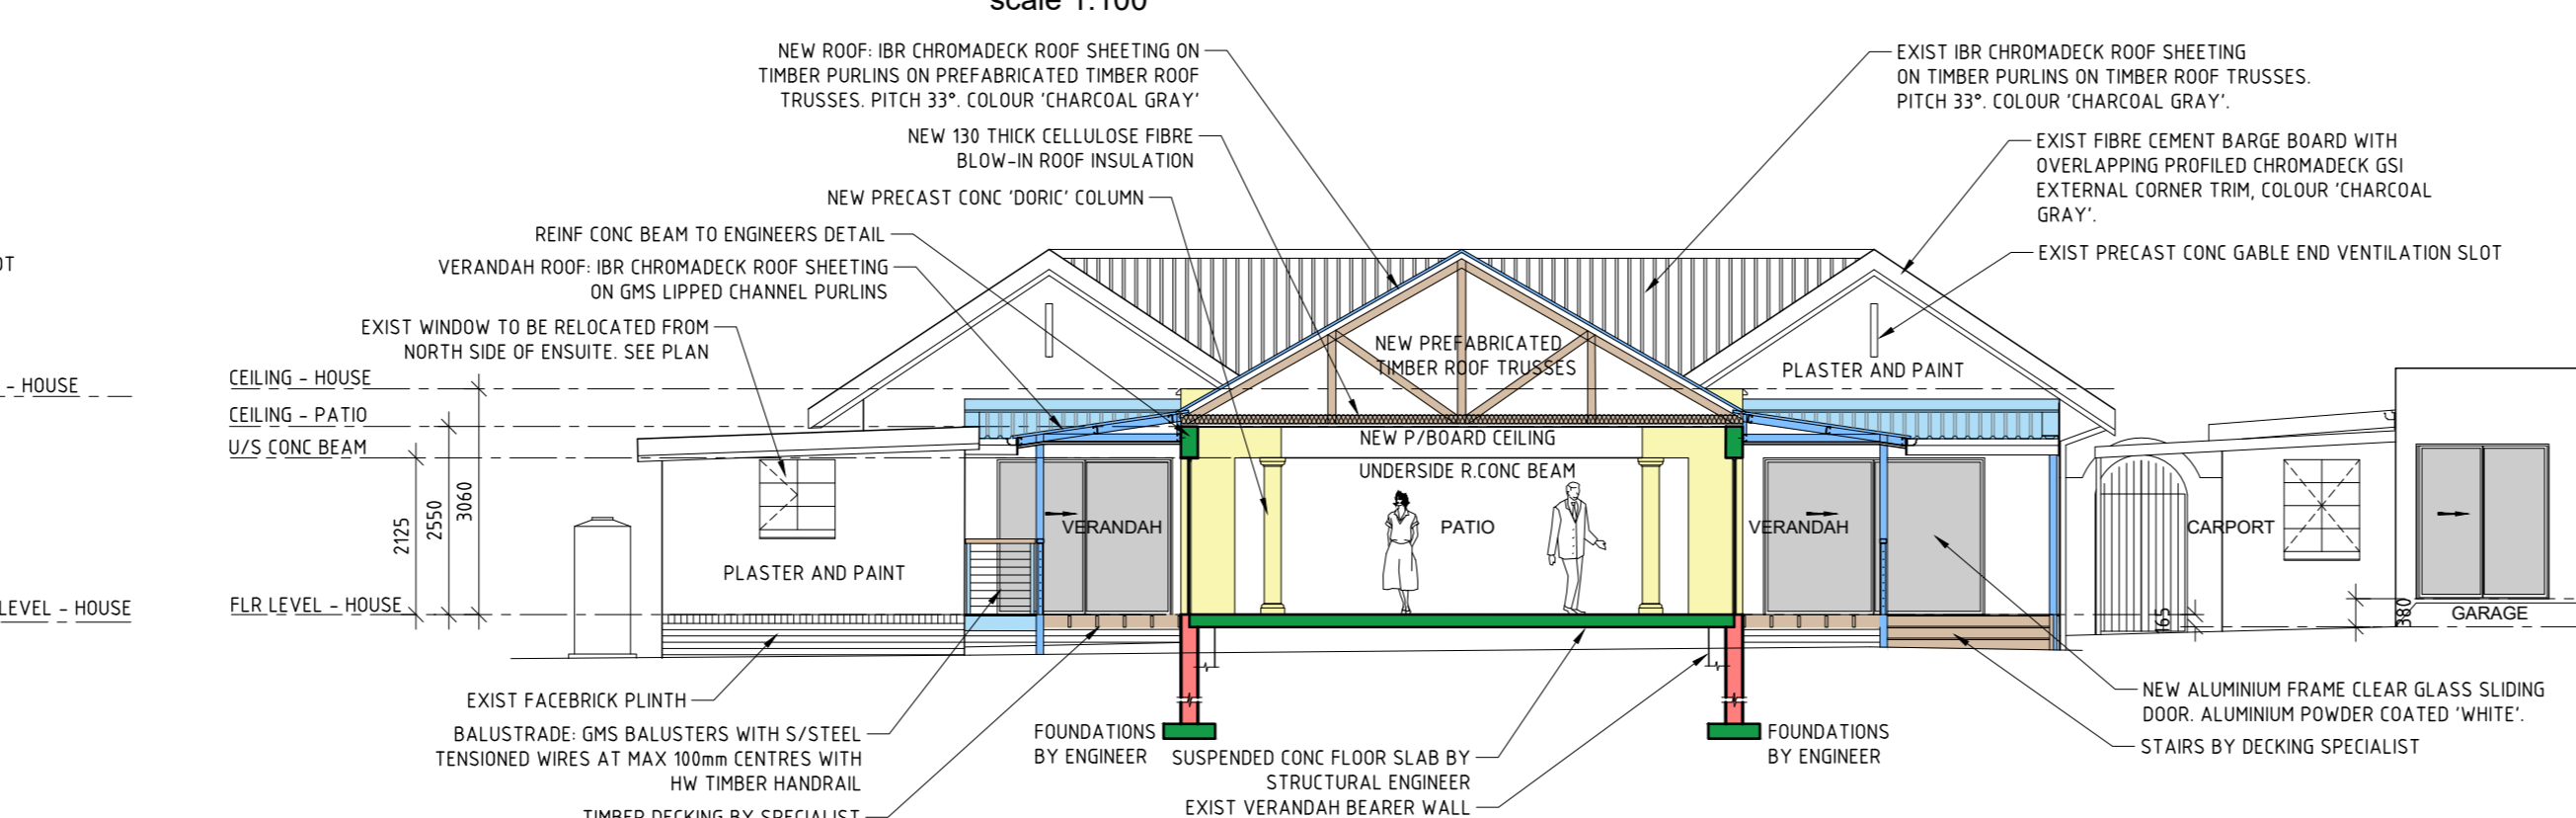 scale 1:100
NEW ROOF: IBR CHROMADECK ROOF SHEETING ON
TIMBER PURLINS ON PREFABRICATED TIMBER ROOF
TRUSSES. PITCH 33°. COLOUR 'CHARCOAL GRAY'
NEW 130 THICK CELLULOSE FIBRE
BLOW-IN ROOF INSULATION
NEW PRECAST CONC 'DORIC' COLUMN
REINF CONC BEAM TO ENGINEERS DETAIL
VERANDAH ROOF: IBR CHROMADECK ROOF SHEETING
ON GMS LIPPED CHANNEL PURLINS
EXIST WINDOW TO BE RELOCATED FROM
NORTH SIDE OF ENSUITE. SEE PLAN
EXIST IBR CHROMADECK ROOF SHEETING
ON TIMBER PURLINS ON TIMBER ROOF TRUSSES.
PITCH 33°. COLOUR 'CHARCOAL GRAY'.
EXIST FIBRE CEMENT BARGE BOARD WITH
OVERLAPPING PROFILED CHROMADECK GSI
EXTERNAL CORNER TRIM, COLOUR 'CHARCOAL
GRAY'.
EXIST PRECAST CONC GABLE END VENTILATION SLOT
OT
- HOUSE
LEVEL - HOUSE
CEILING - HOUSE
CEILING - PATIO
U/S CONC BEAM
FLR LEVEL - HOUSE
2125
2550
3060
NEW PREFABRICATED
TIMBER ROOF TRUSSES
PLASTER AND PAINT
NEW P/BOARD CEILING
UNDERSIDE R.CONC BEAM
VERANDAH
PATIO
VERANDAH
CARPORT
PLASTER AND PAINT
165
380
GARAGE
EXIST FACEBRICK PLINTH
BALUSTRADE: GMS BALUSTERS WITH S/STEEL
TENSIONED WIRES AT MAX 100mm CENTRES WITH
HW TIMBER HANDRAIL
TIMBER DECKING BY SPECIALIST
FOUNDATIONS
BY ENGINEER
SUSPENDED CONC FLOOR SLAB BY
STRUCTURAL ENGINEER
EXIST VERANDAH BEARER WALL
FOUNDATIONS
BY ENGINEER
NEW ALUMINIUM FRAME CLEAR GLASS SLIDING
DOOR. ALUMINIUM POWDER COATED 'WHITE'.
STAIRS BY DECKING SPECIALIST